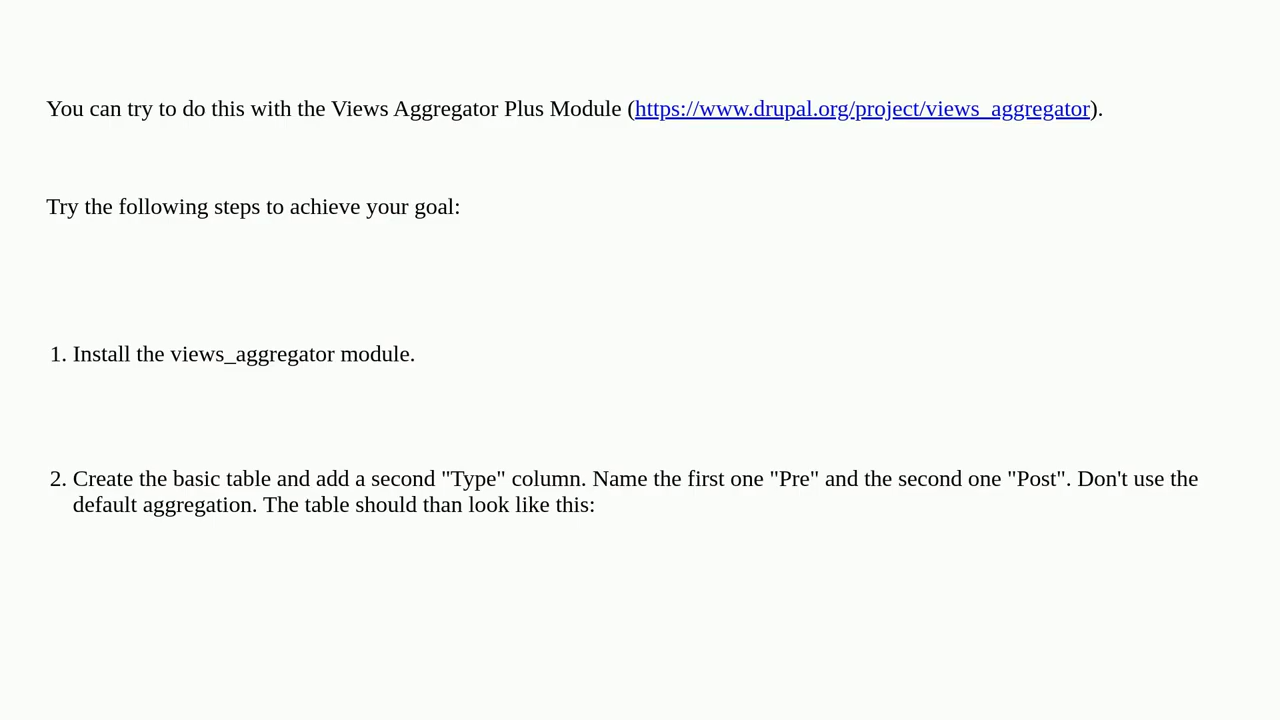 You can try to do this with the Views Aggregator Plus Module (https://www.drupal.org/project/views_aggregator).
Try the following steps to achieve your goal:
1. Install the views_aggregator module.
2. Create the basic table and add a second "Type" column. Name the first one "Pre" and the second one "Post". Don't use the
default aggregation. The table should than look like this: